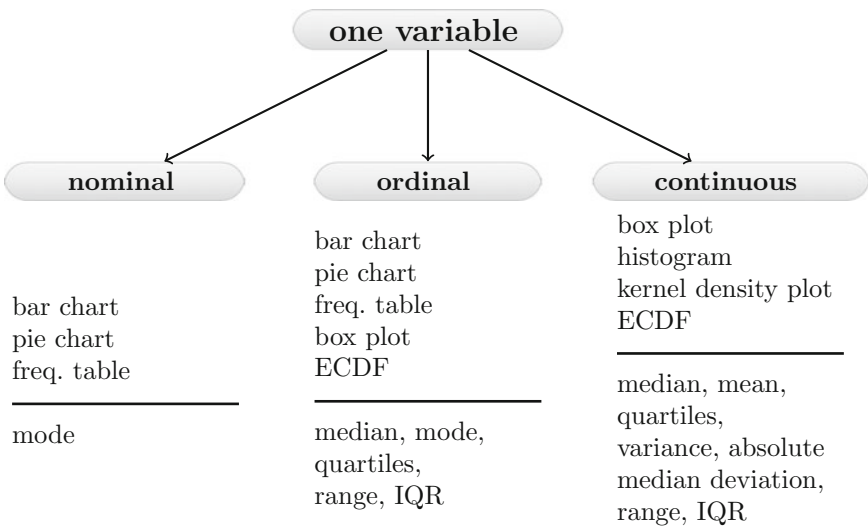 one variable
nominal
ordinal
continuous
bar chart
pie chart
freq. table
mode
bar chart
pie chart
freq. table
box plot
ECDF
median, mode,
quartiles,
range, IQR
box plot
histogram
kernel density plot
ECDF
median, mean,
quartiles,
variance, absolute
median deviation,
range, IQR